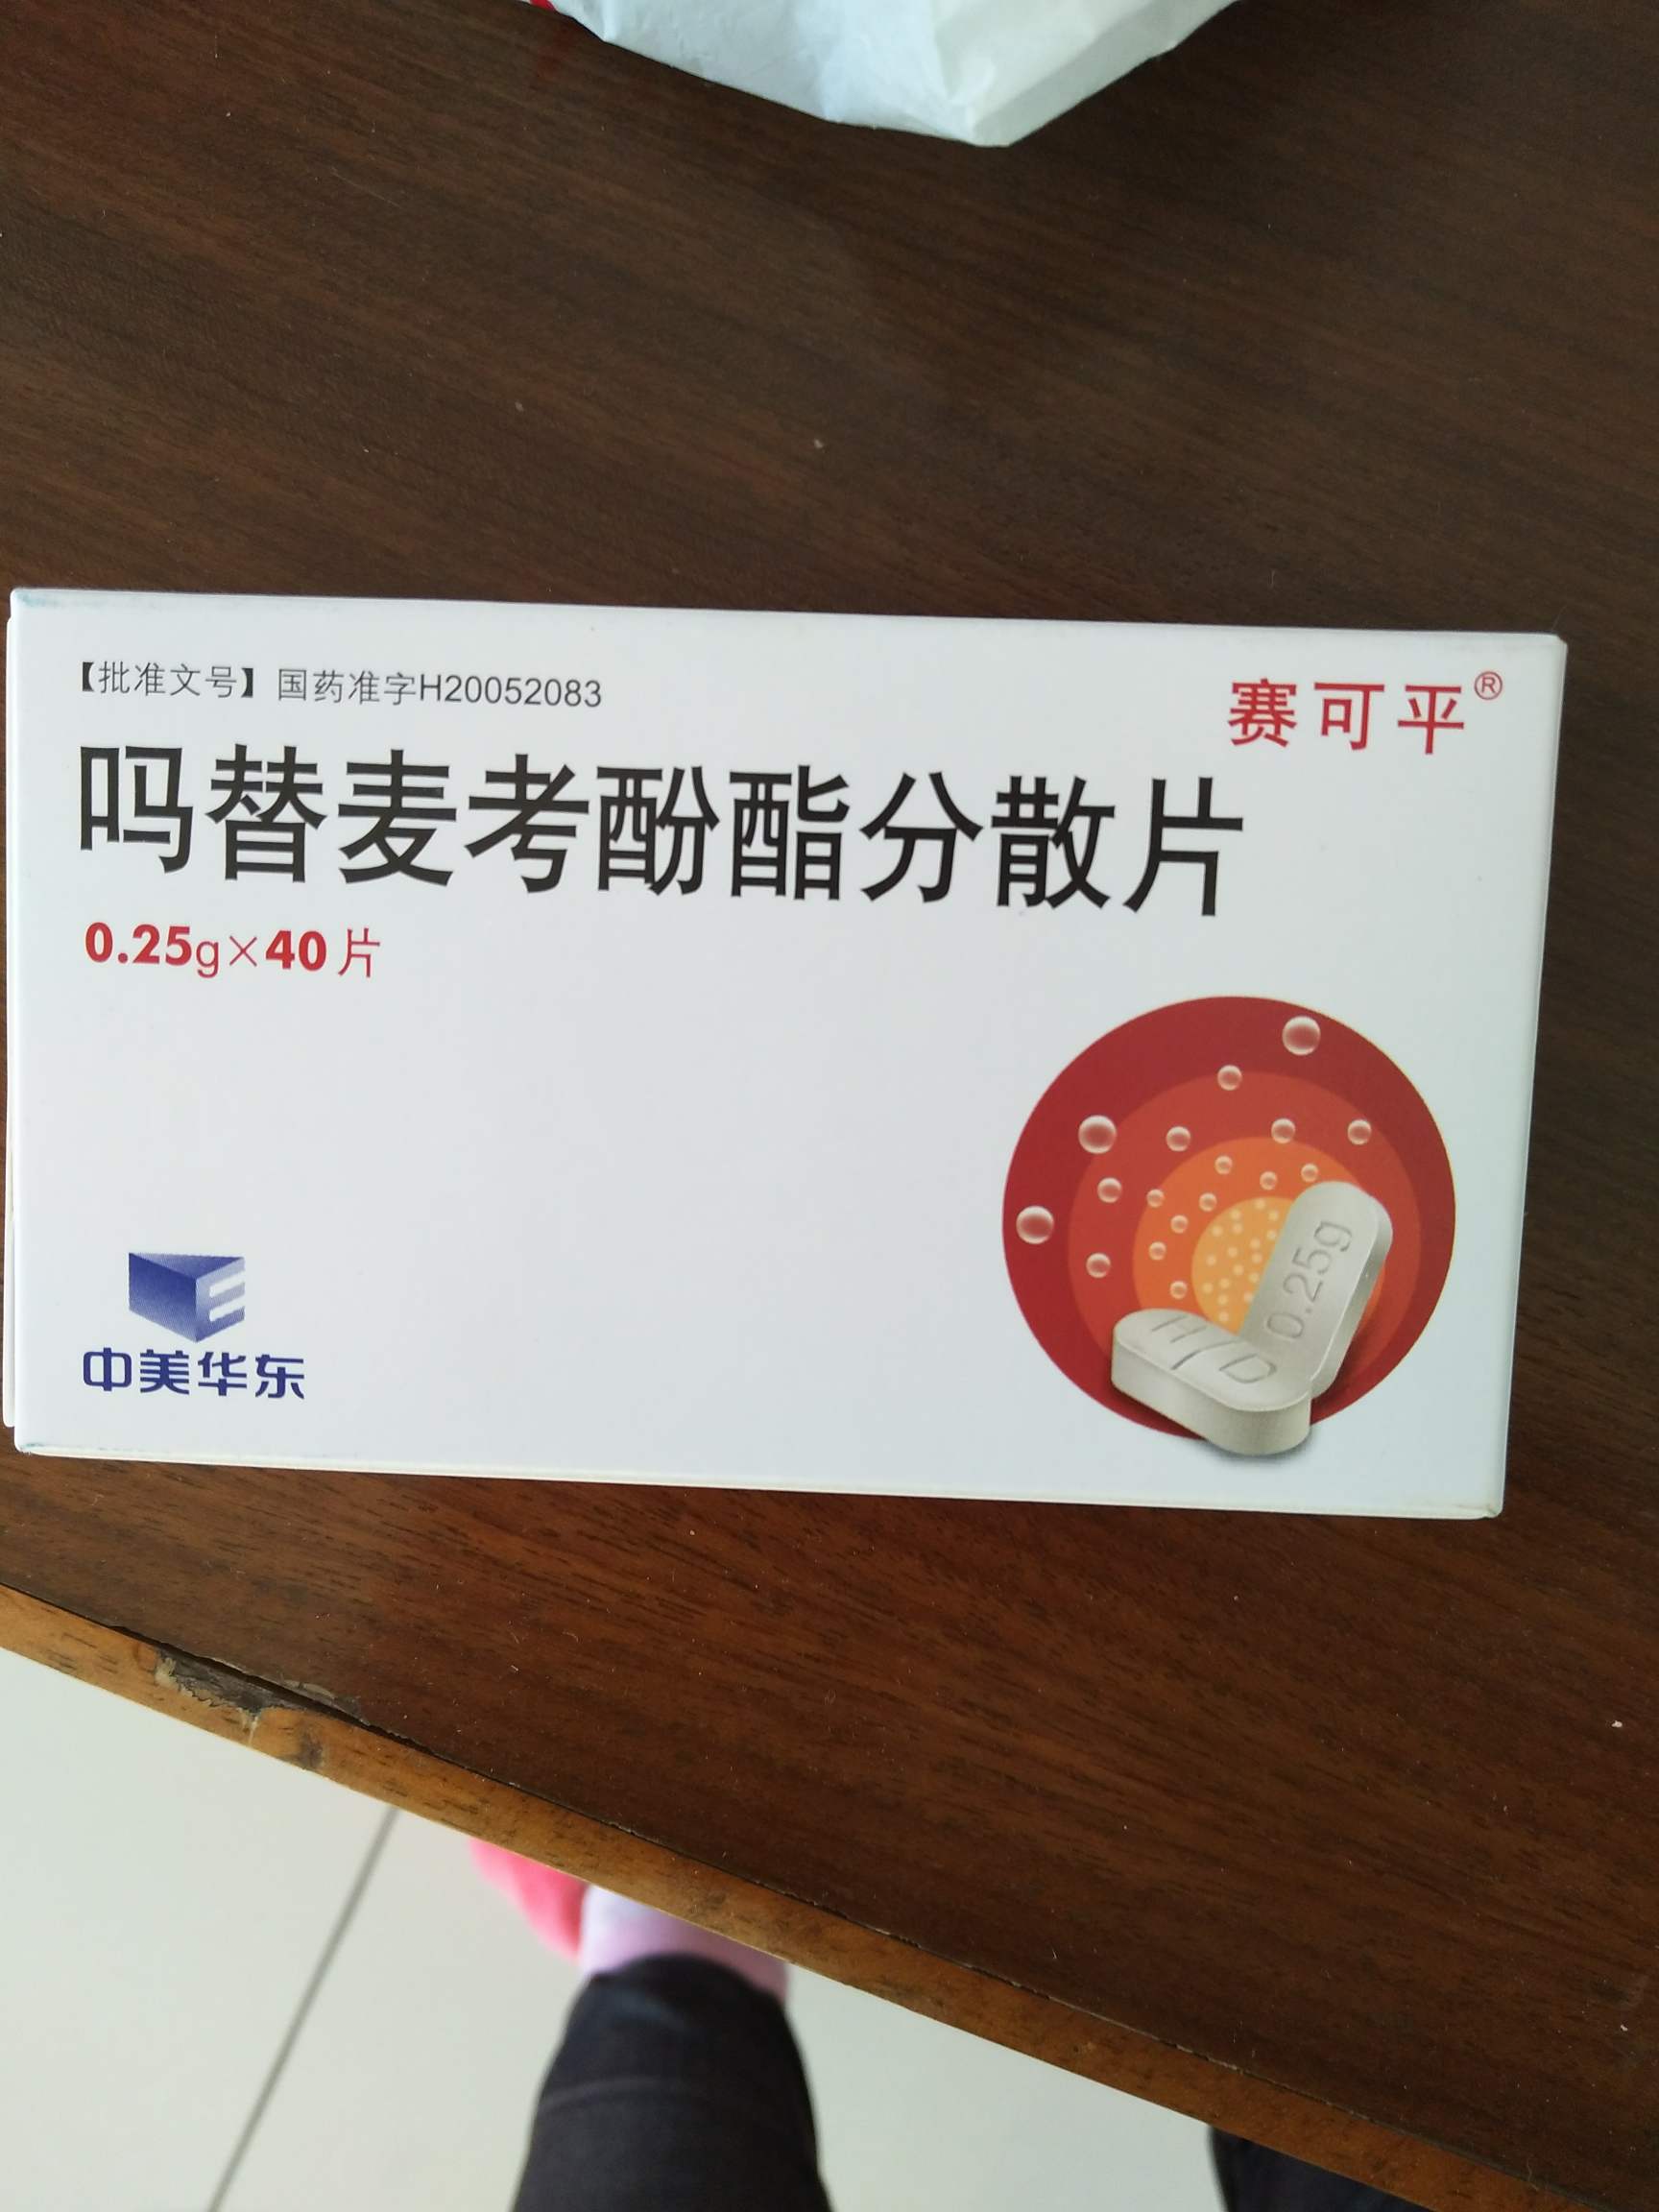 【批准文号】国药准字H20052083
赛可平®
吗替麦考酚酯分散片
0.25g×40片
0.25g
H/D
中美华东